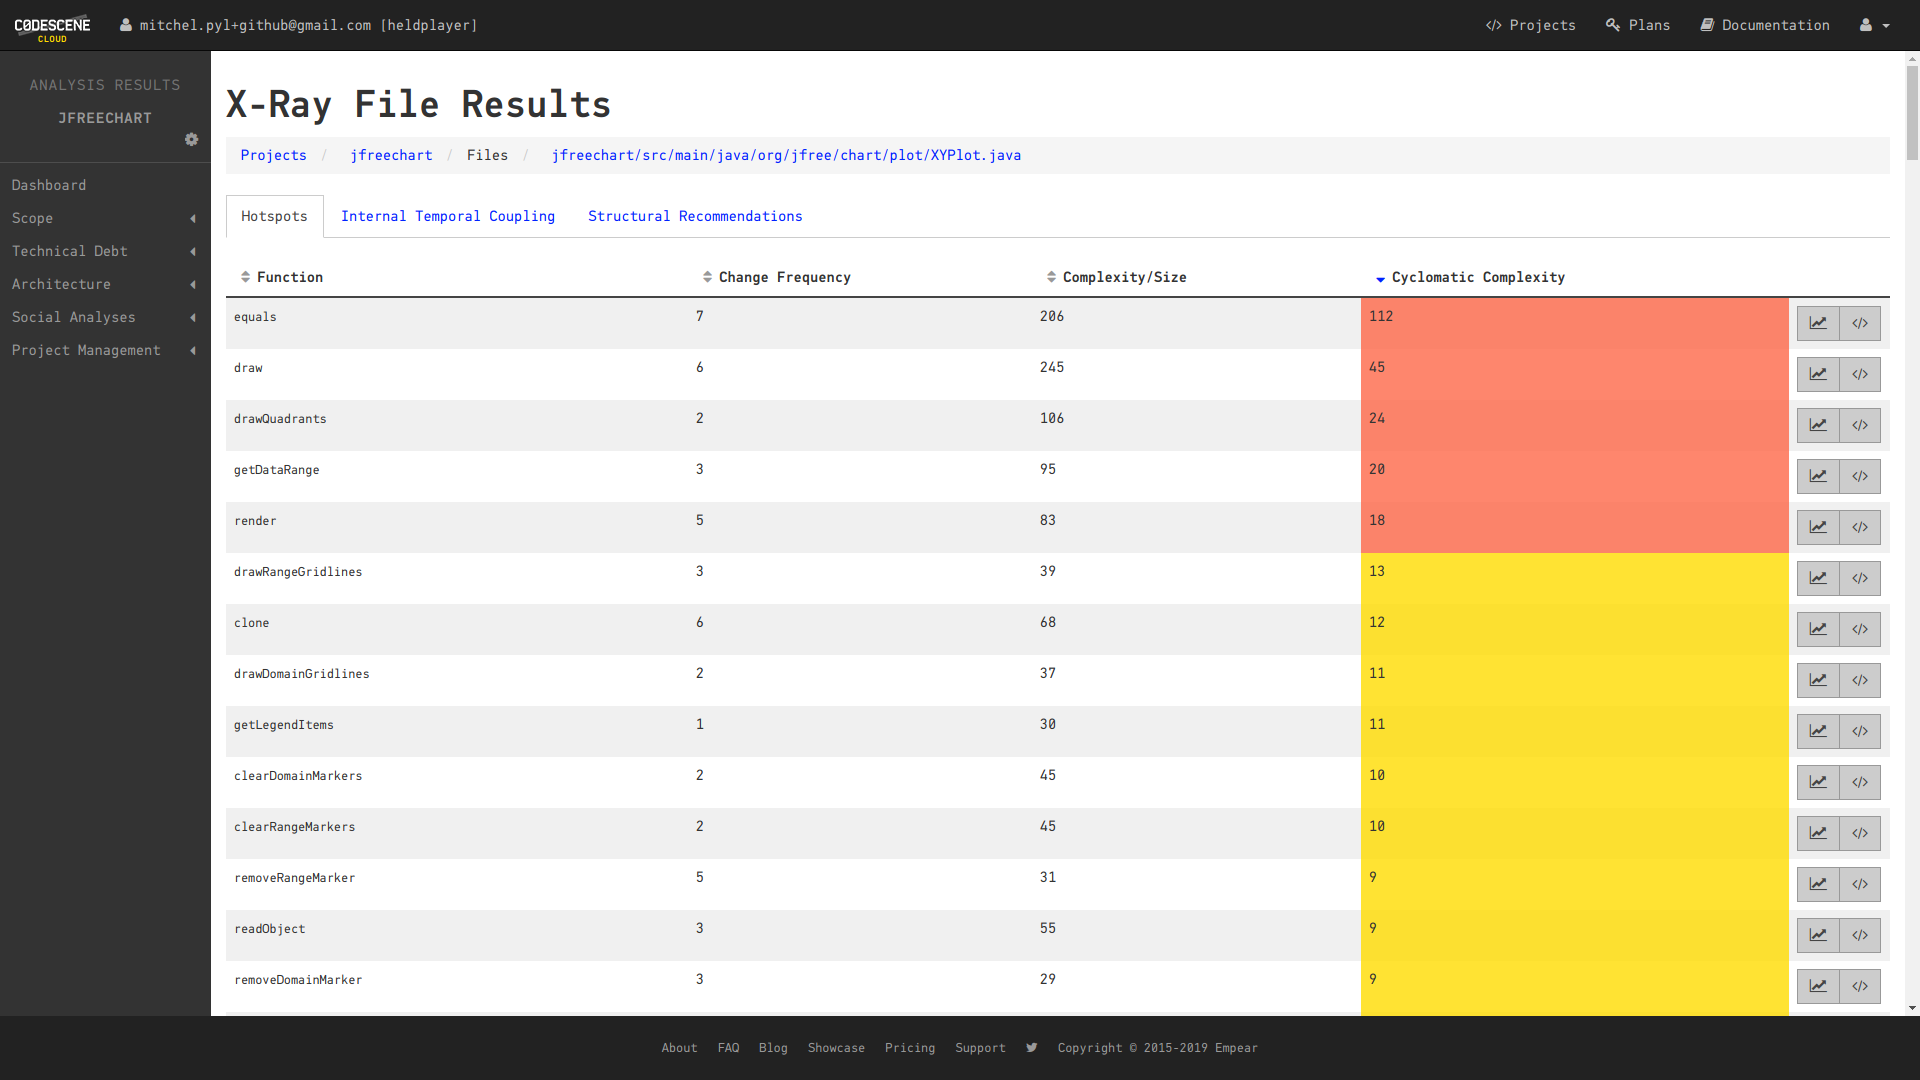 CODESCENE
CLOUD
mitchel.pyl+github@gmail.com [heldplayer]
Projects
Plans
Documentation
ANALYSIS RESULTS
JFREECHART
Dashboard
Scope
Technical Debt
Architecture
Social Analyses
Project Management
X-Ray File Results
Projects / jfreechart / Files / jfreechart/src/main/java/org/jfree/chart/plot/XYPlot.java
Hotspots Internal Temporal Coupling Structural Recommendations
Function Change Frequency Complexity/Size Cyclomatic Complexity
equals 7 206 112 </>
draw 6 245 45 </>
drawQuadrants 2 106 24 </>
getDataRange 3 95 20 </>
render 5 83 18 </>
drawRangeGridlines 3 39 13 </>
clone 6 68 12 </>
drawDomainGridlines 2 37 11 </>
getLegendItems 1 30 11 </>
clearDomainMarkers 2 45 10 </>
clearRangeMarkers 2 45 10 </>
removeRangeMarker 5 31 9 </>
readObject 3 55 9 </>
removeDomainMarker 3 29 9 </>
About FAQ Blog Showcase Pricing Support Copyright © 2015-2019 Empear